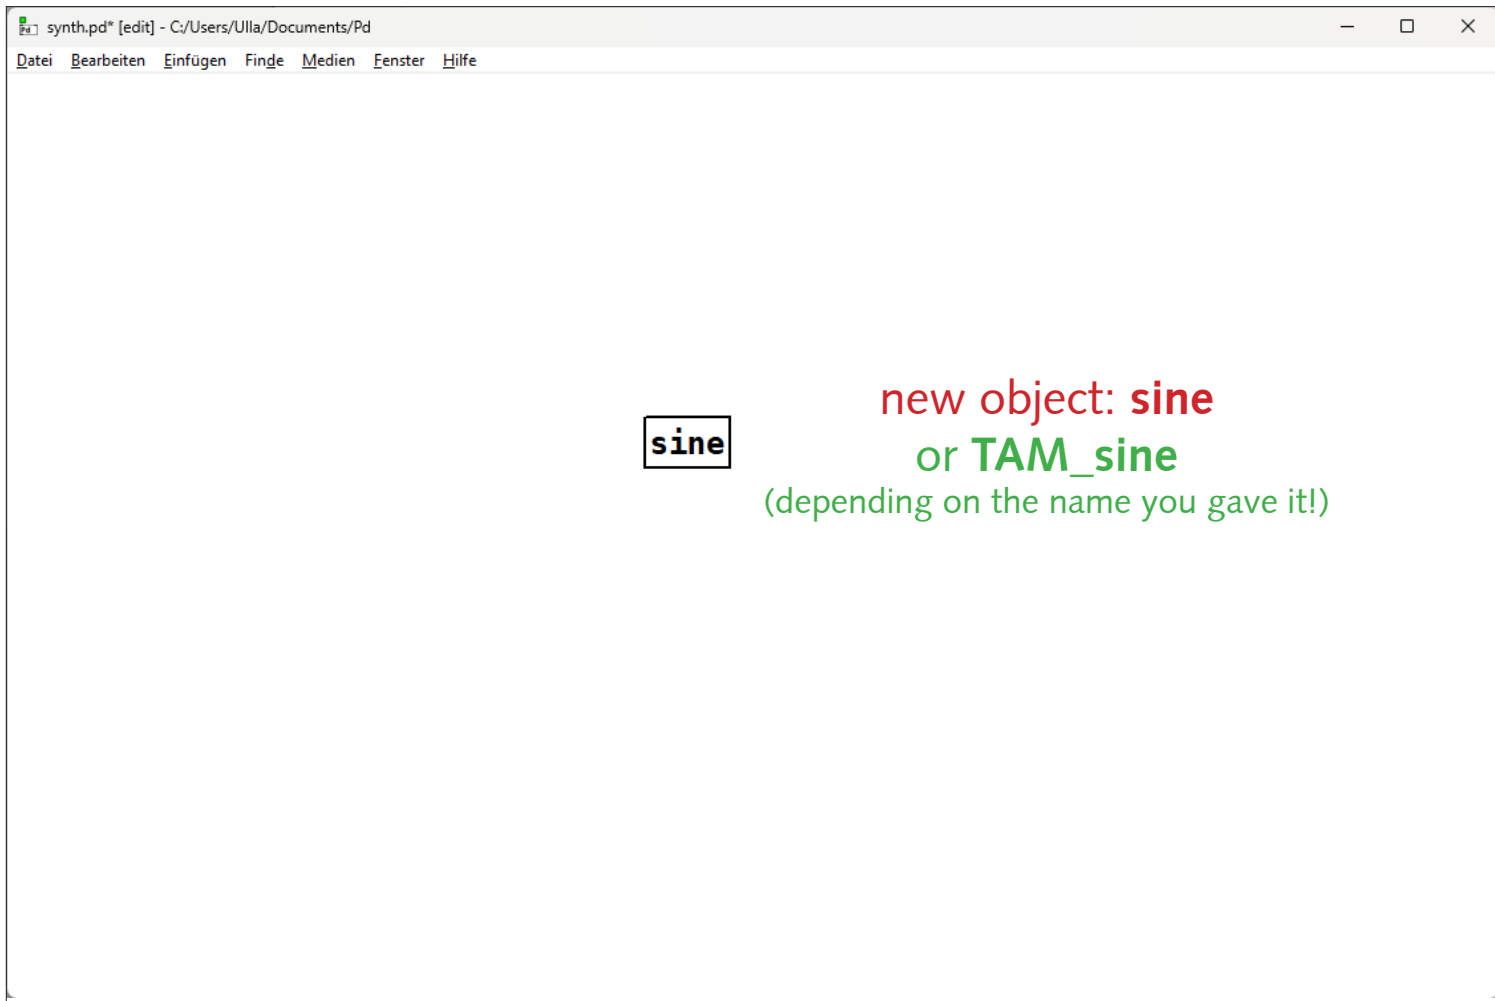 synth.pd* [edit] - C:/Users/Ulla/Documents/Pd
Datei Bearbeiten Einfügen Finde Medien Fenster Hilfe
new object: sine
sine
or TAM_sine
(depending on the name you gave it!)